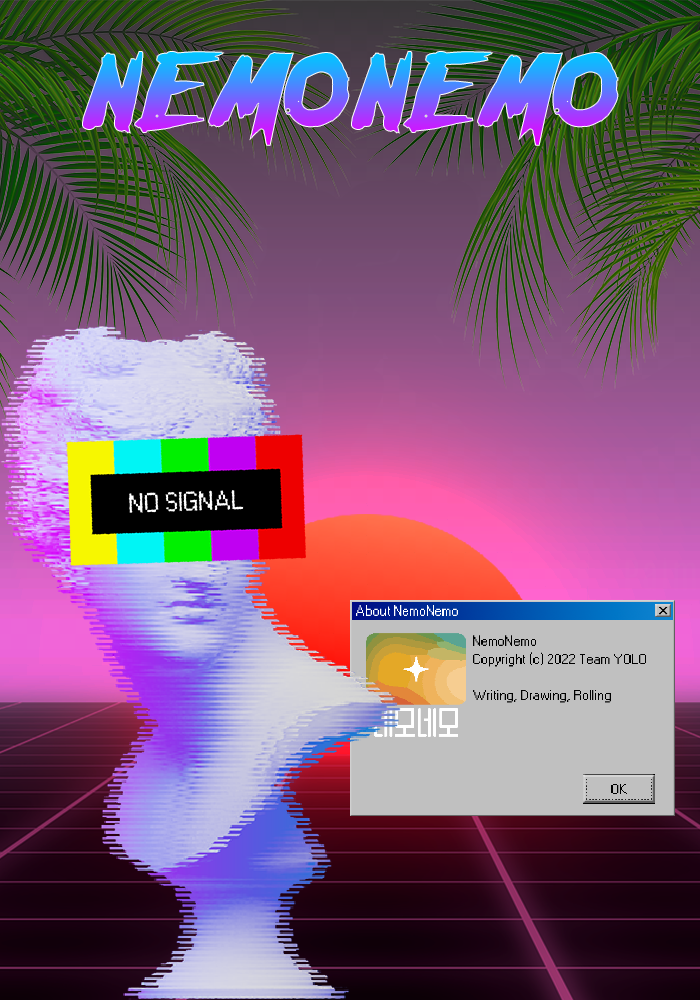 NEMONEMO
NO SIGNAL
About NemoNemo
NemoNemo
Copyright (c) 2022 Team YOLO
Writing, Drawing, Rolling
네모네모
OK